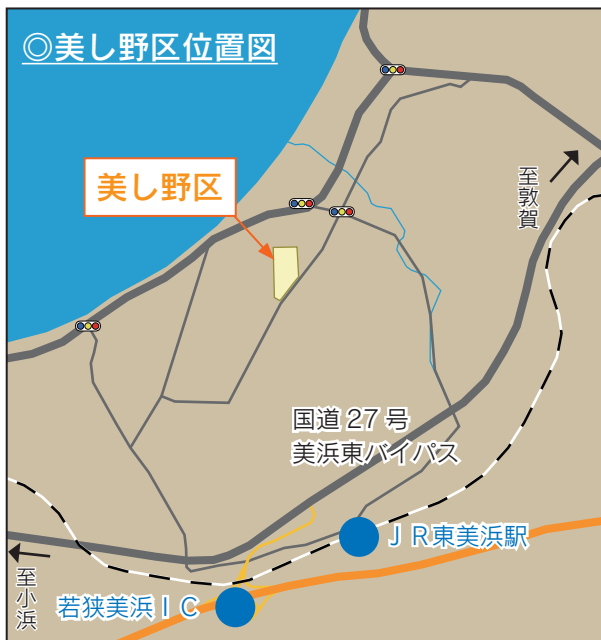 ◎美し野区位置図
美し野区
至敦賀
国道27号
美浜東バイパス
JR東美浜駅
至小浜
若狭美浜IC